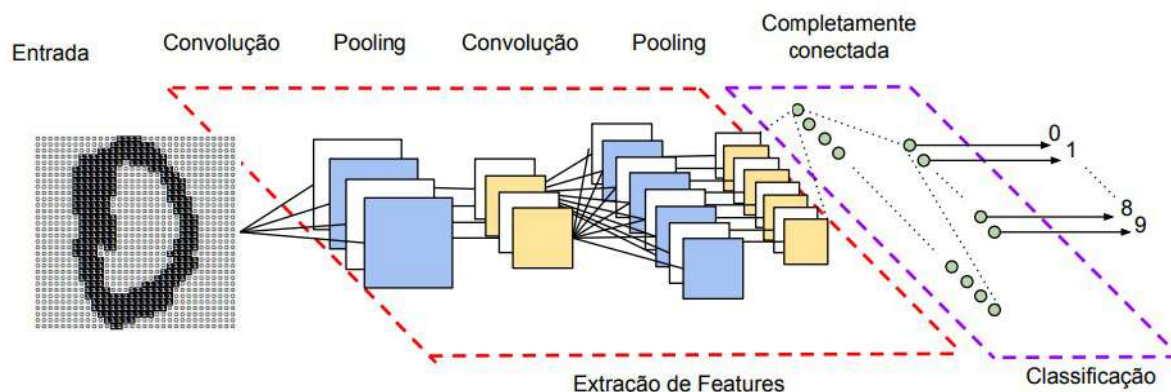 Entrada
Convolução
Pooling
Convolução
Pooling
Completamente
conectada
0
1
8
9
Extração de Features
Classificação